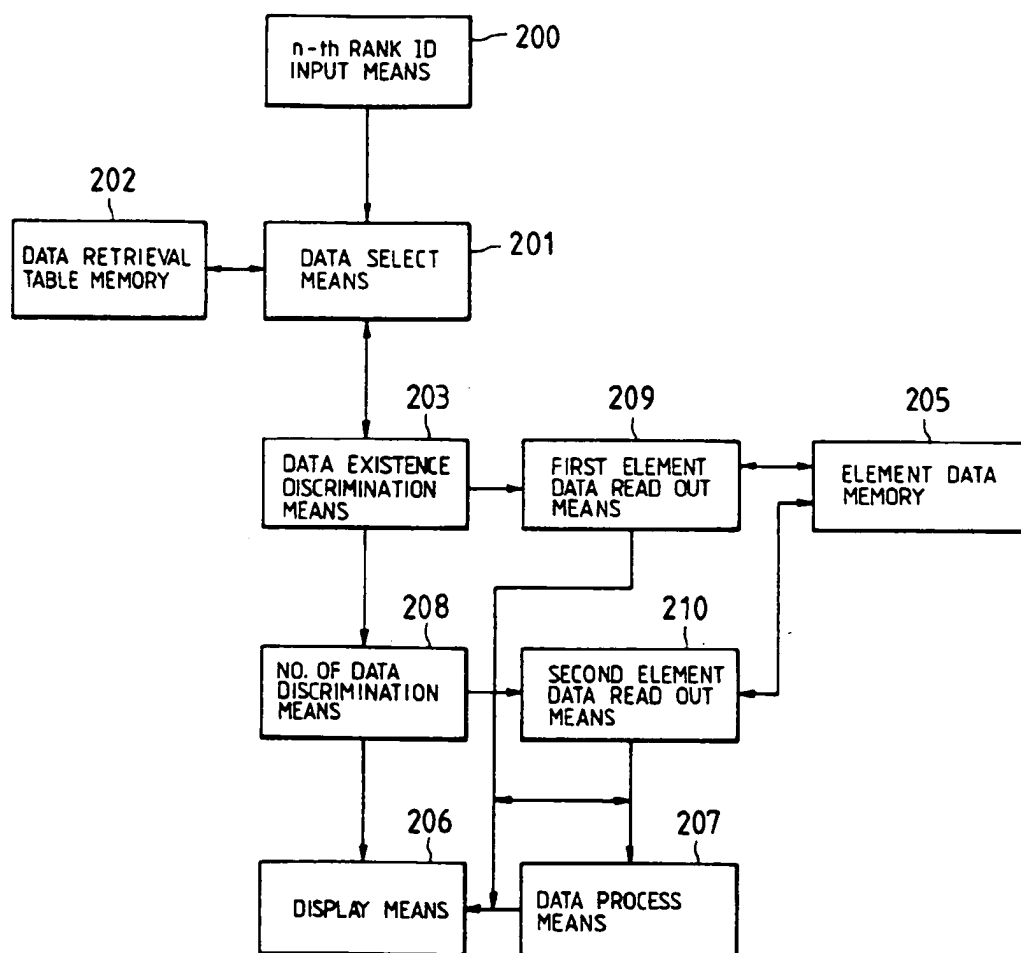 n-th RANK ID
INPUT MEANS
200
202
DATA RETRIEVAL
TABLE MEMORY
DATA SELECT
MEANS
201
203
DATA EXISTENCE
DISCRIMINATION
MEANS
209
FIRST ELEMENT
DATA READ OUT
MEANS
205
ELEMENT DATA
MEMORY
208
NO. OF DATA
DISCRIMINATION
MEANS
210
SECOND ELEMENT
DATA READ OUT
MEANS
206
DISPLAY MEANS
207
DATA PROCESS
MEANS